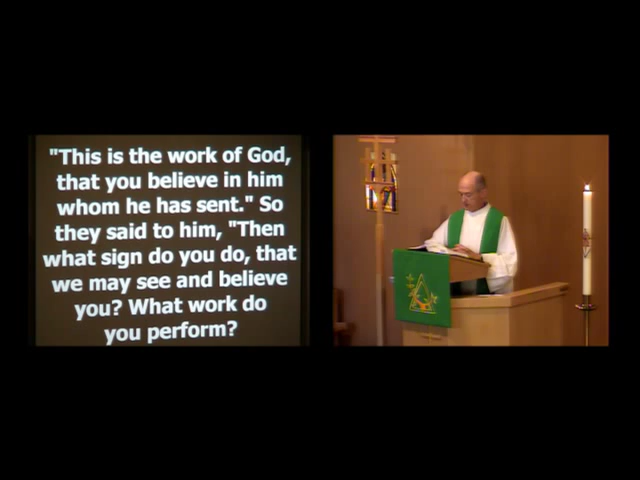 "This is the work of God,
that you believe in him
whom he has sent." So
they said to him, "Then
what sign do you do, that
we may see and believe
you? What work do
you perform?